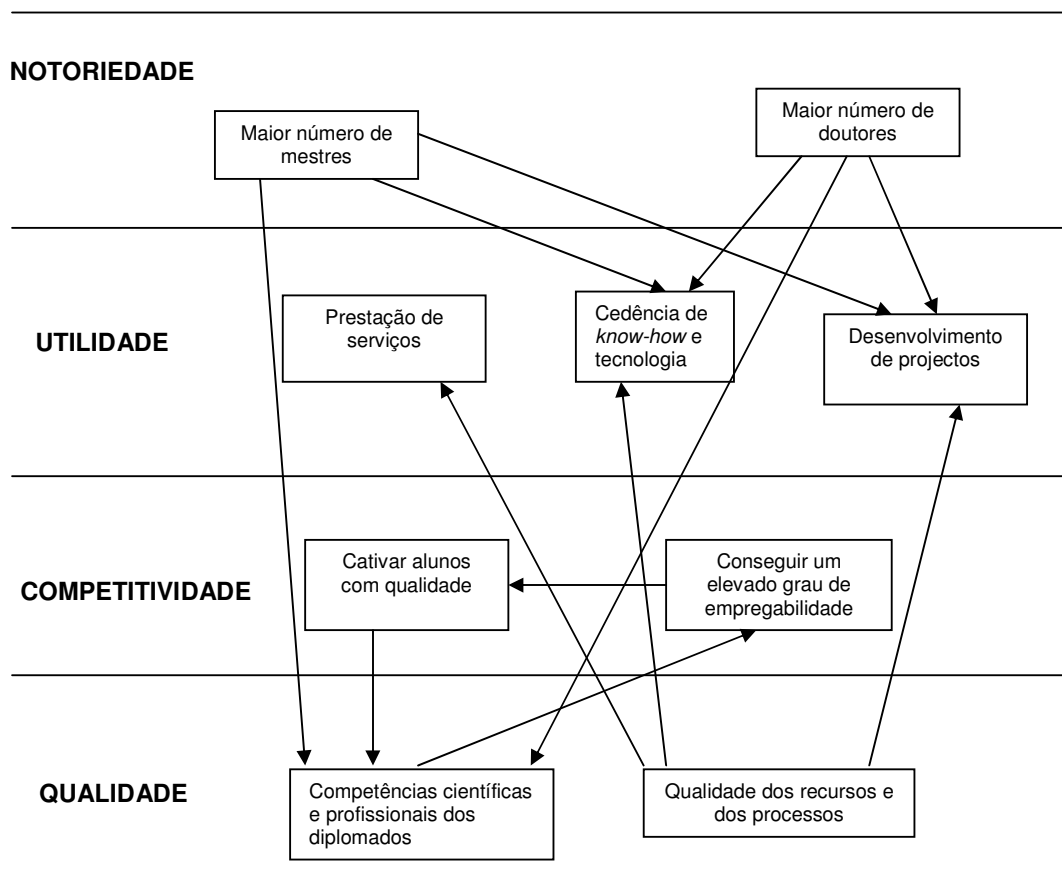 NOTORIEDADE
Maior número de
mestres
Maior número de
doutores
UTILIDADE
Prestação de
serviços
Cedência de
know-how e
tecnologia
Desenvolvimento
de projectos
COMPETITIVIDADE
Cativar alunos
com qualidade
Conseguir um
elevado grau de
empregabilidade
QUALIDADE
Competências científicas
e profissionais dos
diplomados
Qualidade dos recursos e
dos processos